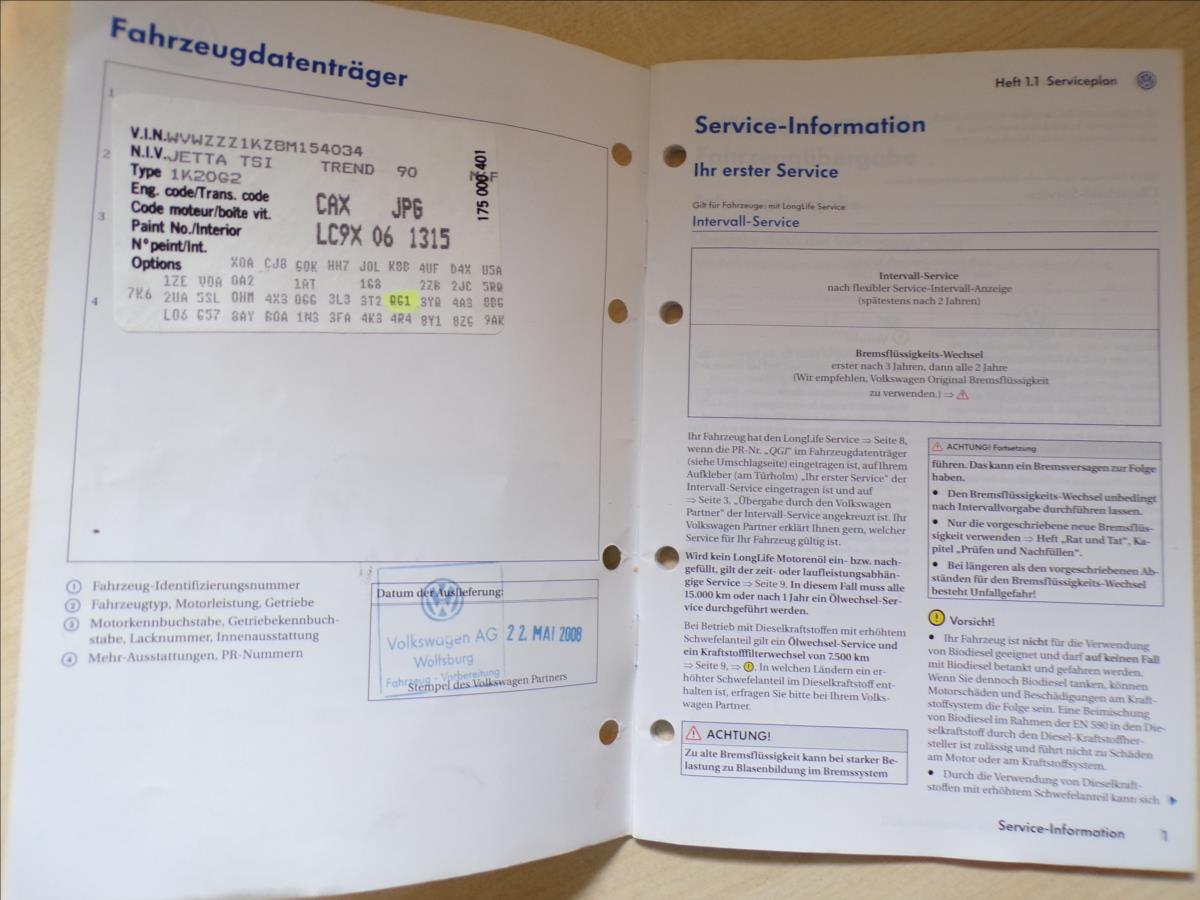 Fahrzeugdatenträger
1
2
3
4
V.I.N. WVWZZZ1KZ8M154034
N.I.V. JETTA TSI TREND 90
175 000 401
Type 1K20G2
Eng. code/Trans. code
Code moteur/boîte vit. CAX JPG
Paint No./Interior
N° peint/Int. LC9X 06 1315
Options X0A CJ8 G0K HH7 J0L K8B 4UF D4X U5A
1ZE V0A 0A2 1AT 1G8 2ZB 2JC 5RQ
7K6 2UA 5SL 0HM 4X3 0GG 3L3 3T2 QG1 3YQ 4A3 8DG
L06 G57 8AY B0A 1N3 3FA 4K3 4R4 8Y1 8ZG 9AK
1 Fahrzeug-Identifizierungsnummer
2 Fahrzeugtyp, Motorleistung, Getriebe
3 Motorkennbuchstabe, Getriebekennbuch-
stabe, Lacknummer, Innenausstattung
4 Mehr-Ausstattungen, PR-Nummern
Datum der Auslieferung:
Volkswagen AG 22. MAI 2008
Wolfsburg
Fahrzeug - Vorbereitung
Stempel des Volkswagen Partners
Heft 1.1 Serviceplan
Service-Information
Ihr erster Service
Gilt für Fahrzeuge: mit LongLife Service
Intervall-Service
Intervall-Service
nach flexibler Service-Intervall-Anzeige
(spätestens nach 2 Jahren)
Bremsflüssigkeits-Wechsel
erster nach 3 Jahren, dann alle 2 Jahre
(Wir empfehlen, Volkswagen Original Bremsflüssigkeit
zu verwenden.) ⇒ ⚠
Ihr Fahrzeug hat den LongLife Service ⇒ Seite 8,
wenn die PR-Nr. „QG1" im Fahrzeugdatenträger
(siehe Umschlagseite) eingetragen ist, auf Ihrem
Aufkleber (am Türholm) „Ihr erster Service" der
Intervall-Service eingetragen ist und auf
⇒ Seite 3, „Übergabe durch den Volkswagen
Partner" der Intervall-Service angekreuzt ist. Ihr
Volkswagen Partner erklärt Ihnen gern, welcher
Service für Ihr Fahrzeug gültig ist.
Wird kein LongLife Motorenöl ein- bzw. nach-
gefüllt, gilt der zeit- oder laufleistungsabhän-
gige Service ⇒ Seite 9. In diesem Fall muss alle
15.000 km oder nach 1 Jahr ein Ölwechsel-Ser-
vice durchgeführt werden.
Bei Betrieb mit Dieselkraftstoffen mit erhöhtem
Schwefelanteil gilt ein Ölwechsel-Service und
ein Kraftstofffilterwechsel von 7.500 km
⇒ Seite 9, ⇒ !. In welchen Ländern ein er-
höhter Schwefelanteil im Dieselkraftstoff ent-
halten ist, erfragen Sie bitte bei Ihrem Volks-
wagen Partner.
⚠ ACHTUNG!
Zu alte Bremsflüssigkeit kann bei starker Be-
lastung zu Blasenbildung im Bremssystem
⚠ ACHTUNG! Fortsetzung
führen. Das kann ein Bremsversagen zur Folge
haben.
• Den Bremsflüssigkeits-Wechsel unbedingt
nach Intervallvorgabe durchführen lassen.
• Nur die vorgeschriebene neue Bremsflüs-
sigkeit verwenden ⇒ Heft „Rat und Tat", Ka-
pitel „Prüfen und Nachfüllen".
• Bei längeren als den vorgeschriebenen Ab-
ständen für den Bremsflüssigkeits-Wechsel
besteht Unfallgefahr!
! Vorsicht!
• Ihr Fahrzeug ist nicht für die Verwendung
von Biodiesel geeignet und darf auf keinen Fall
mit Biodiesel betankt und gefahren werden.
Wenn Sie dennoch Biodiesel tanken, können
Motorschäden und Beschädigungen am Kraft-
stoffsystem die Folge sein. Eine Beimischung
von Biodiesel im Rahmen der EN 590 in den Die-
selkraftstoff durch den Diesel-Kraftstoffher-
steller ist zulässig und führt nicht zu Schäden
am Motor oder am Kraftstoffsystem.
• Durch die Verwendung von Dieselkraft-
stoffen mit erhöhtem Schwefelanteil kann sich
Service-Information 1